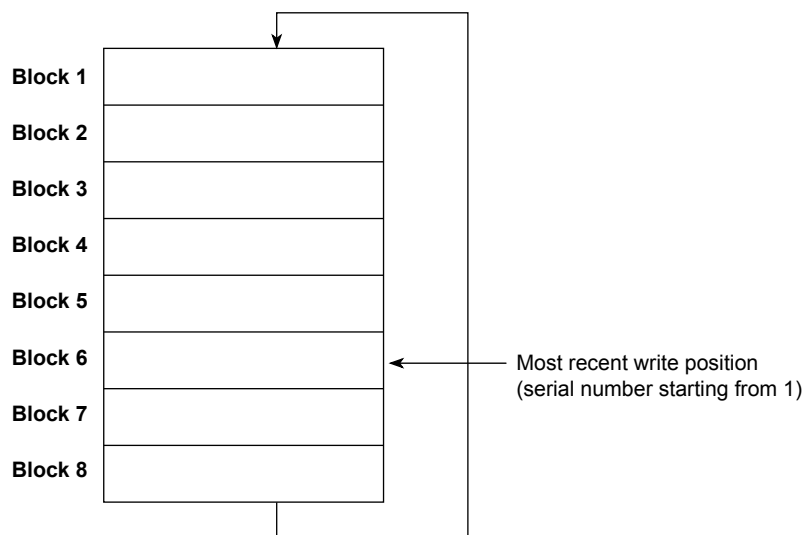 Block 1
Block 2
Block 3
Block 4
Block 5
Block 6
Most recent write position
(serial number starting from 1)
Block 7
Block 8